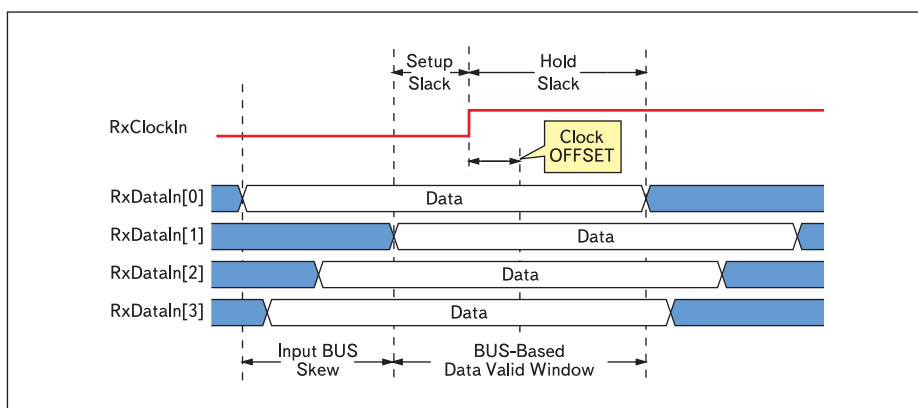 Setup
Slack
Hold
Slack
RxClockIn
Clock
OFFSET
RxDataIn[0]
Data
RxDataIn[1]
Data
RxDataIn[2]
Data
RxDataIn[3]
Data
Input BUS
Skew
BUS-Based
Data Valid Window